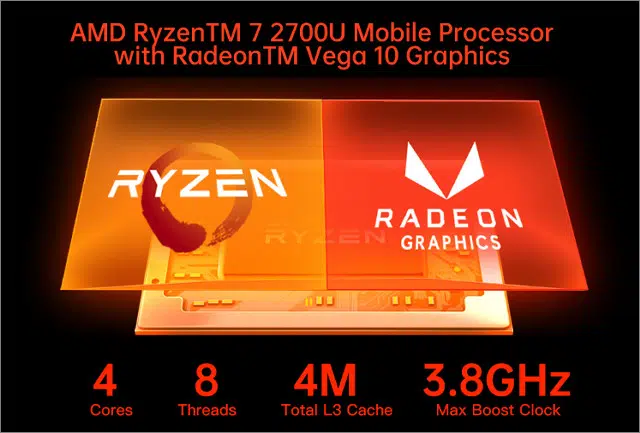 AMD RyzenTM 7 2700U Mobile Processor
with RadeonTM Vega 10 Graphics
RYZEN
RADEON
GRAPHICS
RYZEN
4
Cores
8
Threads
4M
Total L3 Cache
3.8GHz
Max Boost Clock